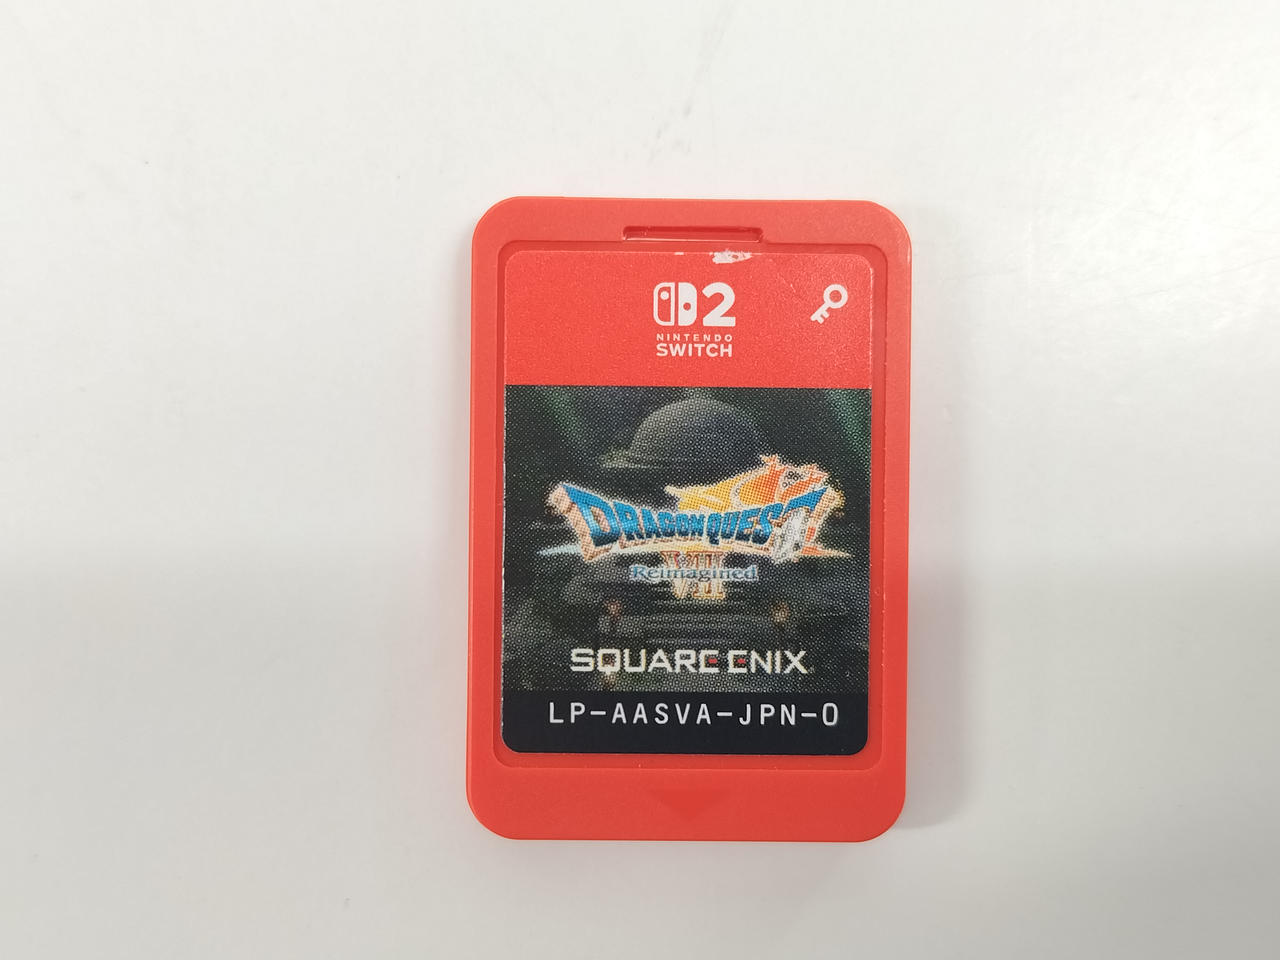 2
NINTENDO
SWITCH
DRAGON QUEST
VII
Reimagined
SQUARE ENIX
LP-AASVA-JPN-0